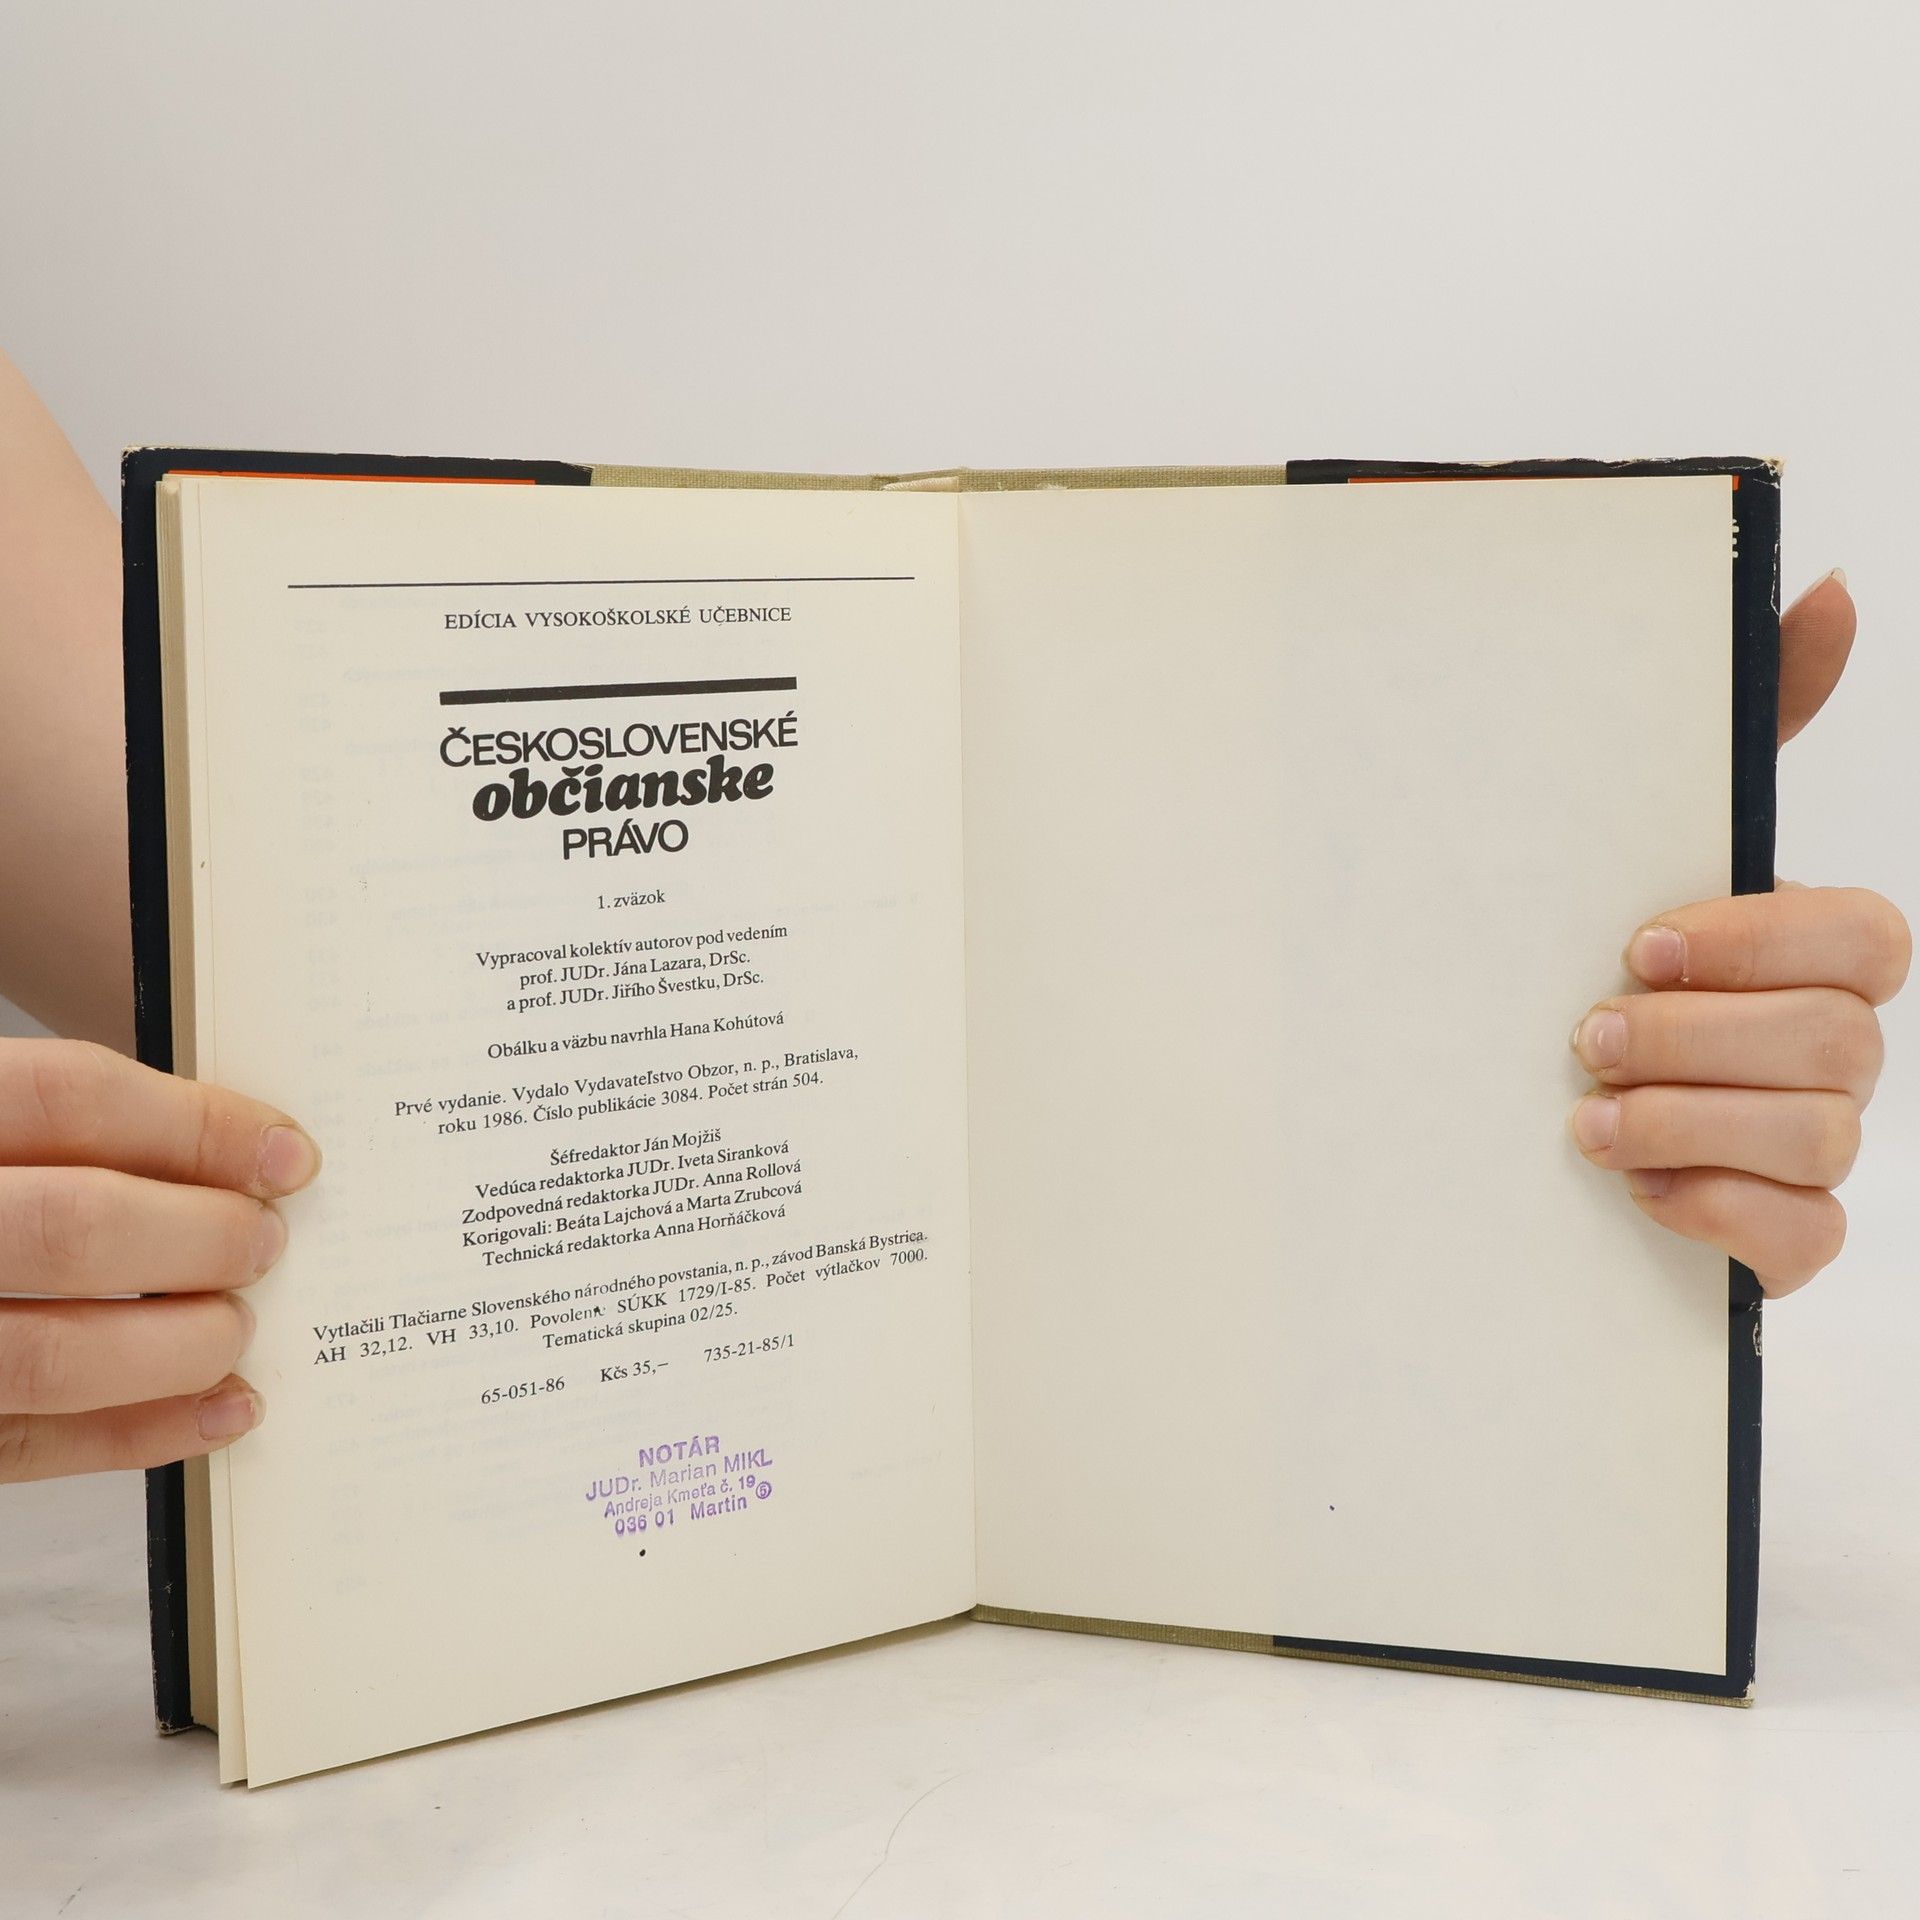 EDÍCIA VYSOKOŠKOLSKÉ UČEBNICE
ČESKOSLOVENSKÉ
občianske
PRÁVO
1. zväzok
Vypracoval kolektív autorov pod vedením
prof. JUDr. Jána Lazara, DrSc.
a prof. JUDr. Jiřího Švestku, DrSc.
Obálku a väzbu navrhla Hana Kohútová
Prvé vydanie. Vydalo Vydavateľstvo Obzor, n. p., Bratislava,
roku 1986. Číslo publikácie 3084. Počet strán 504.
Šéfredaktor Ján Mojžiš
Vedúca redaktorka JUDr. Iveta Siranková
Zodpovedná redaktorka JUDr. Anna Rollová
Korigovali: Beáta Lajchová a Marta Zrubcová
Technická redaktorka Anna Horňáčková
Vytlačili Tlačiarne Slovenského národného povstania, n. p., závod Banská Bystrica.
AH 32,12. VH 33,10. Povolenie SÚKK 1729/I-85. Počet výtlačkov 7000.
Tematická skupina 02/25.
65-051-86 Kčs 35,– 735-21-85/1
NOTÁR
JUDr. Marian MIKL
Andreja Kmeťa č. 19
036 01 Martin ⑤